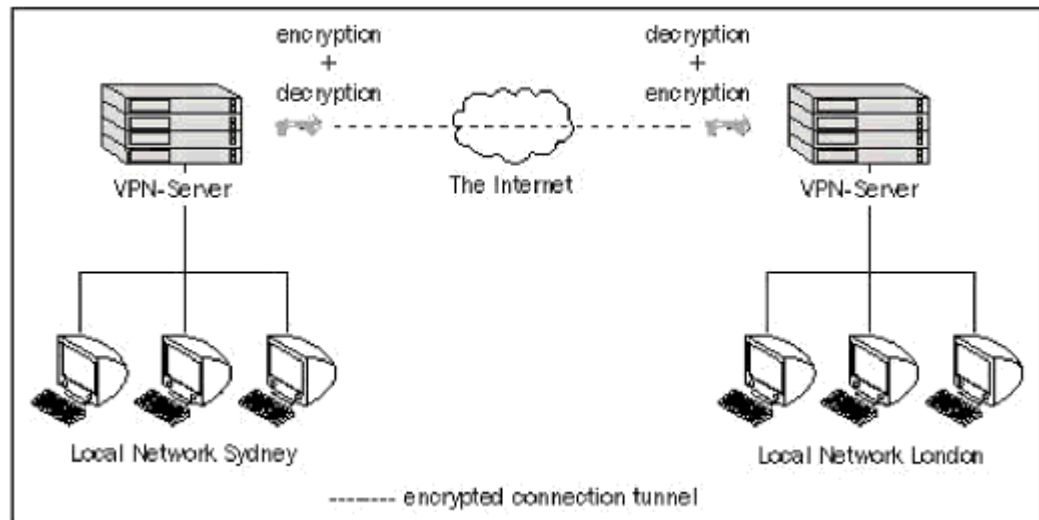 encryption
+
decryption
decryption
+
encryption
VPN-Server
The Internet
VPN-Server
Local Network Sydney
Local Network London
encrypted connection tunnel